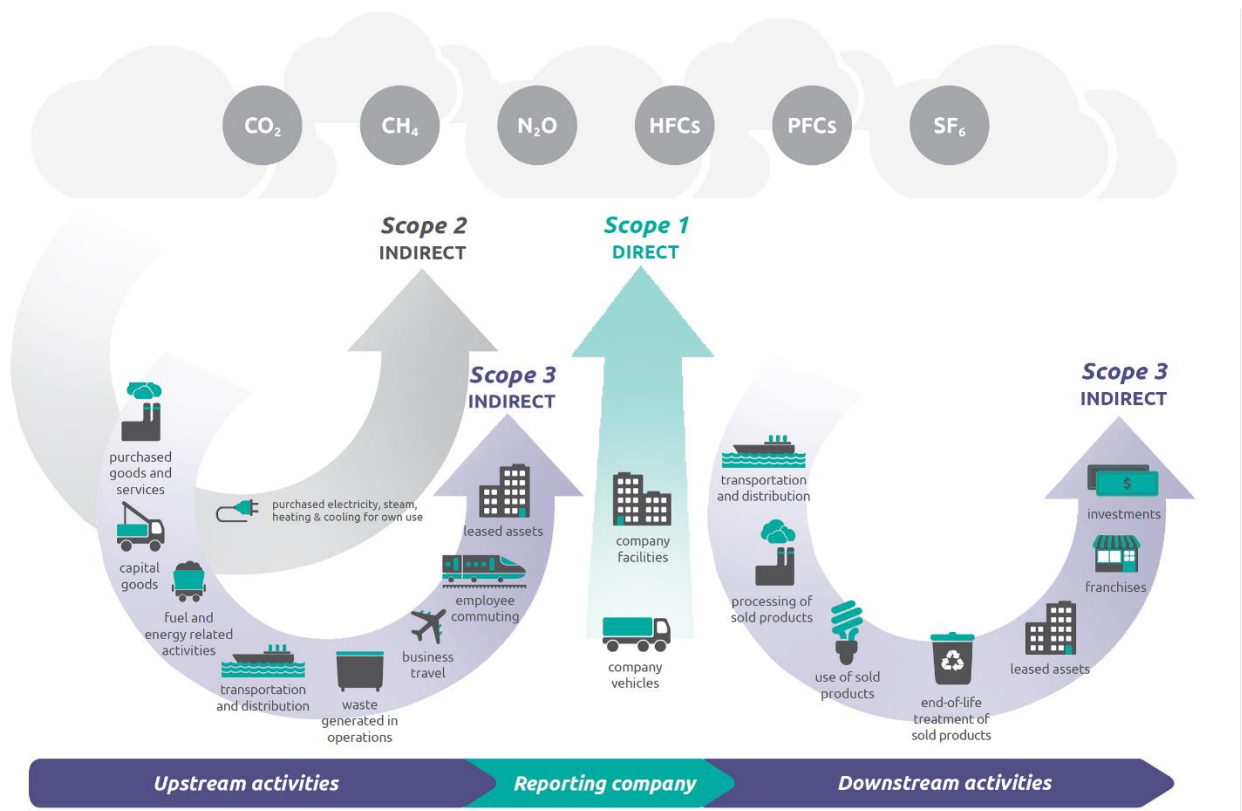 CO₂
CH₄
N₂O
HFCs
PFCs
SF₆
Scope 2
INDIRECT
Scope 1
DIRECT
Scope 3
INDIRECT
Scope 3
INDIRECT
purchased
goods and
services
capital
goods
fuel and
energy related
activities
transportation
and distribution
waste
generated in
operations
business
travel
employee
commuting
leased assets
purchased electricity, steam,
heating & cooling for own use
company
facilities
company
vehicles
transportation
and distribution
processing of
sold products
use of sold
products
end-of-life
treatment of
sold products
leased assets
franchises
$
investments
Upstream activities
Reporting company
Downstream activities